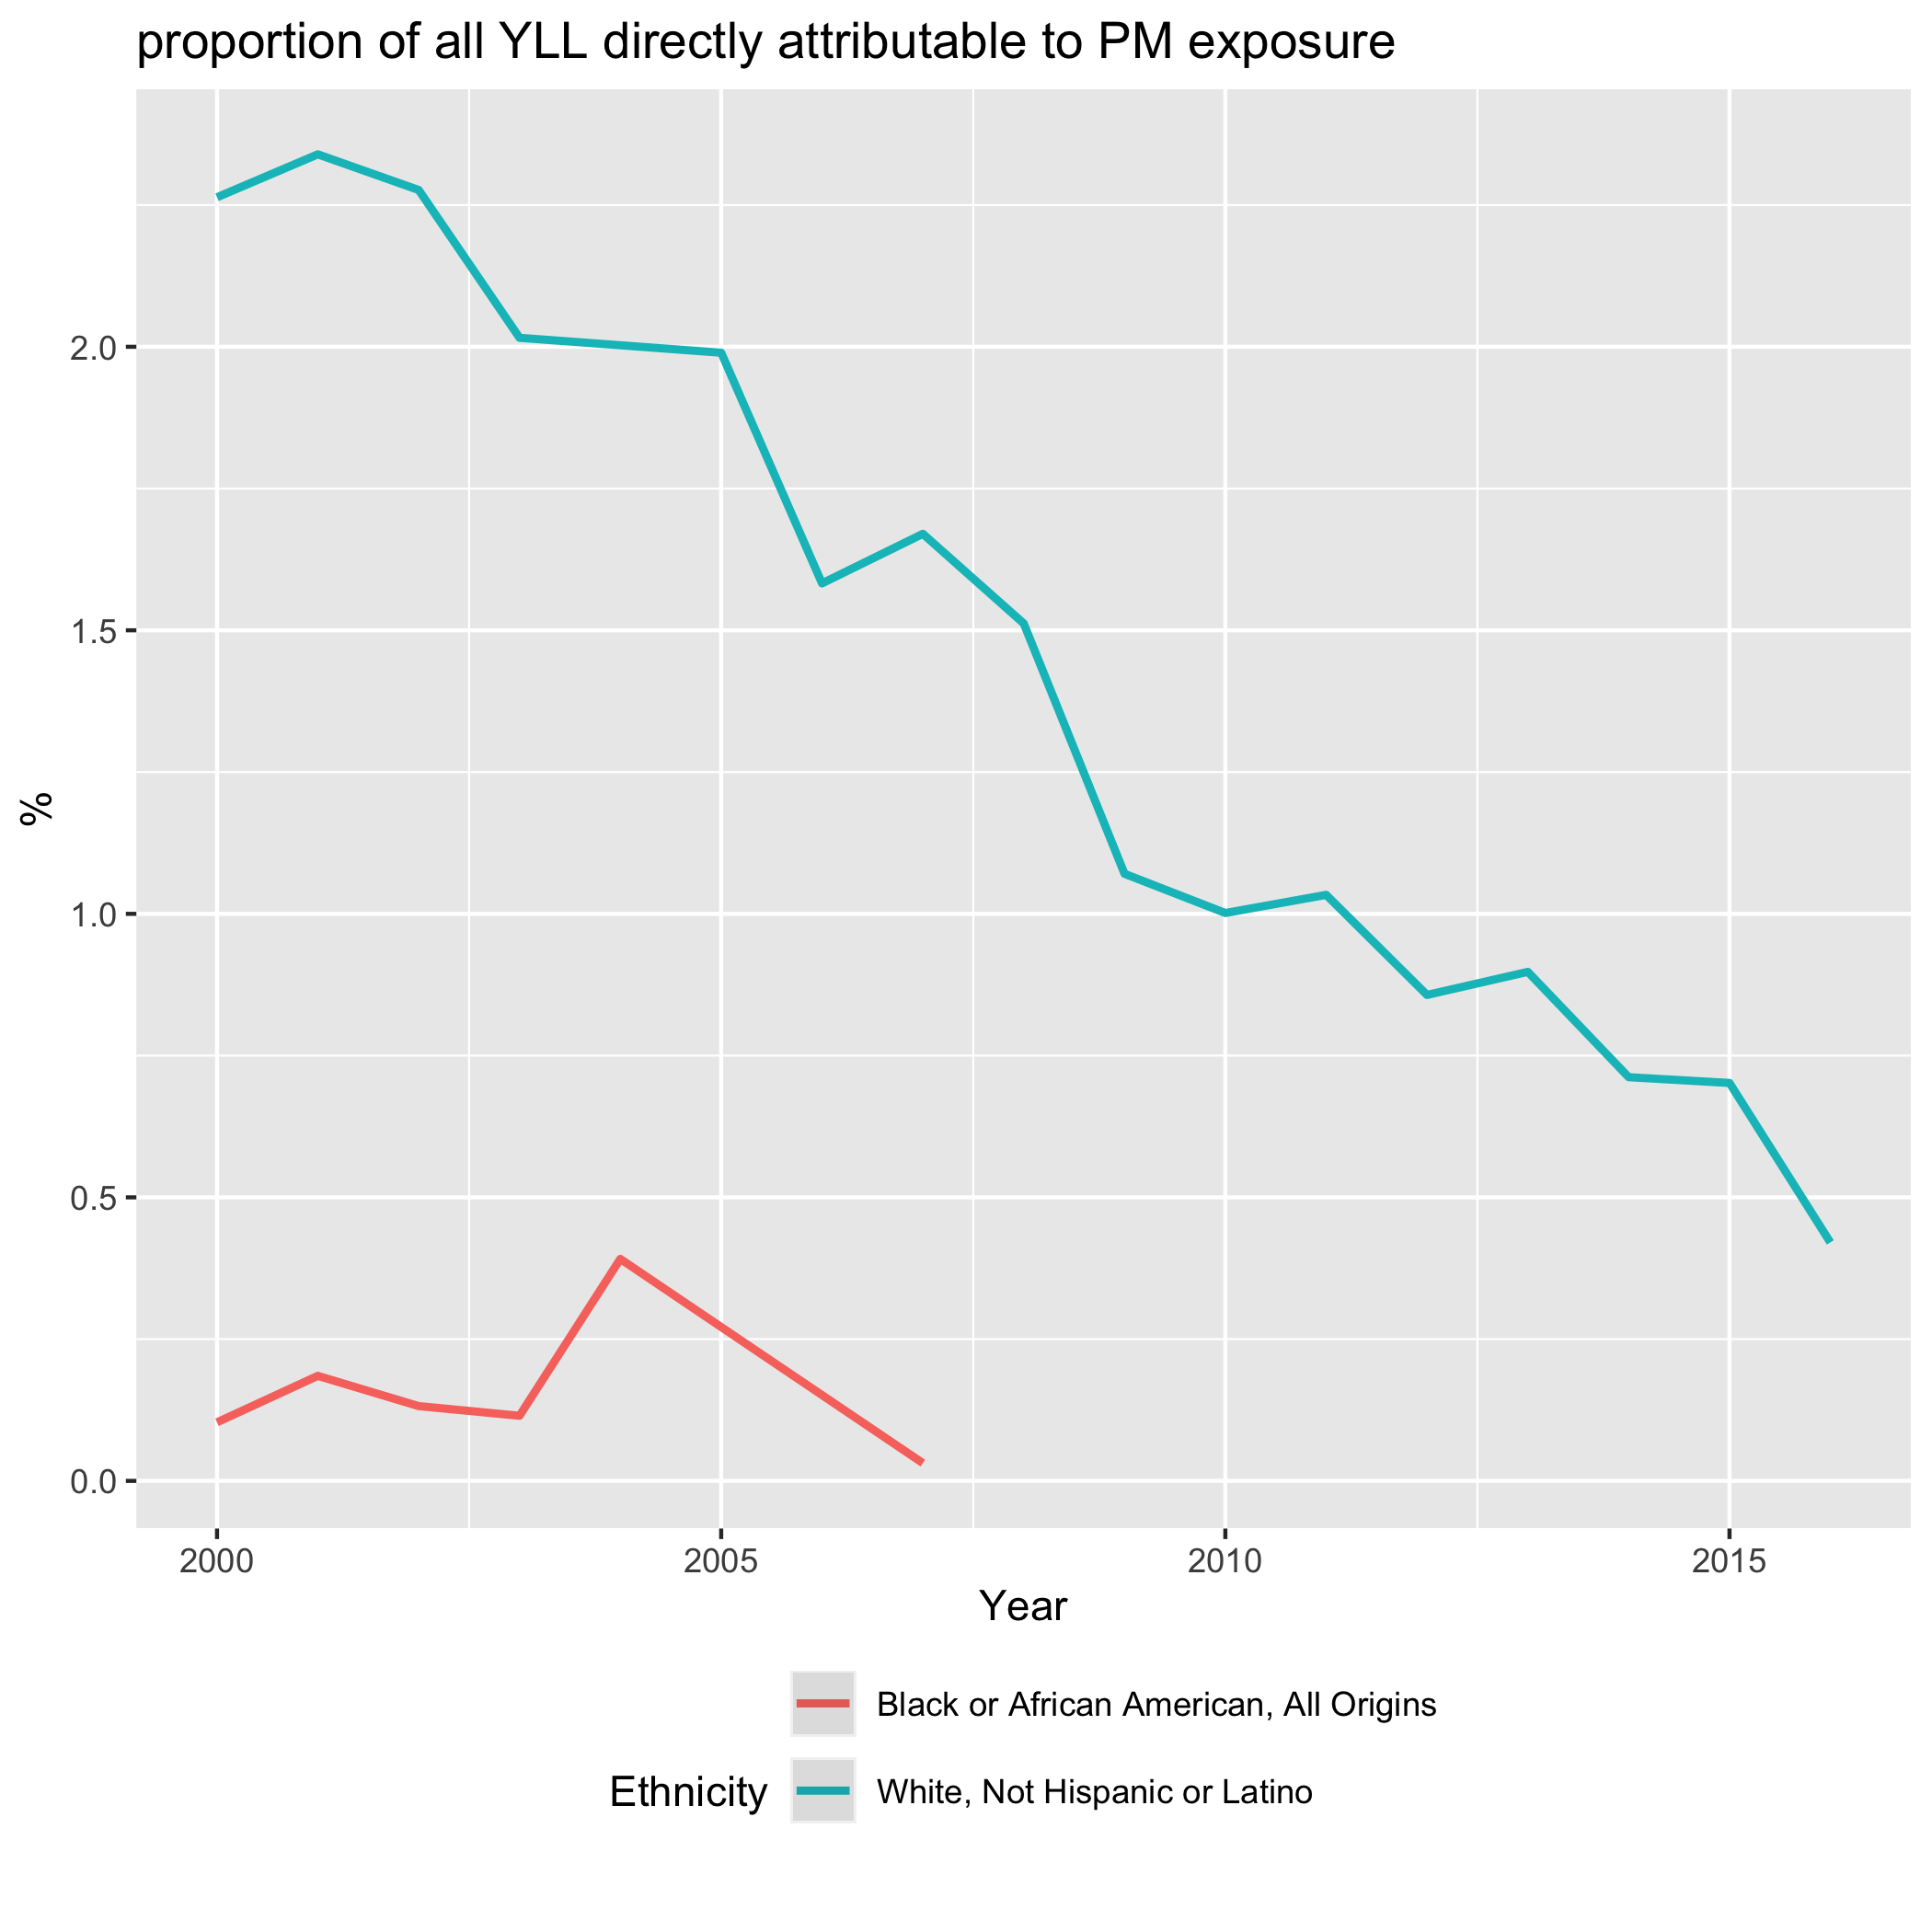 proportion of all YLL directly attributable to PM exposure
%
2.0
1.5
1.0
0.5
0.0
2000 2005 2010 2015
Year
Ethnicity
Black or African American, All Origins
White, Not Hispanic or Latino